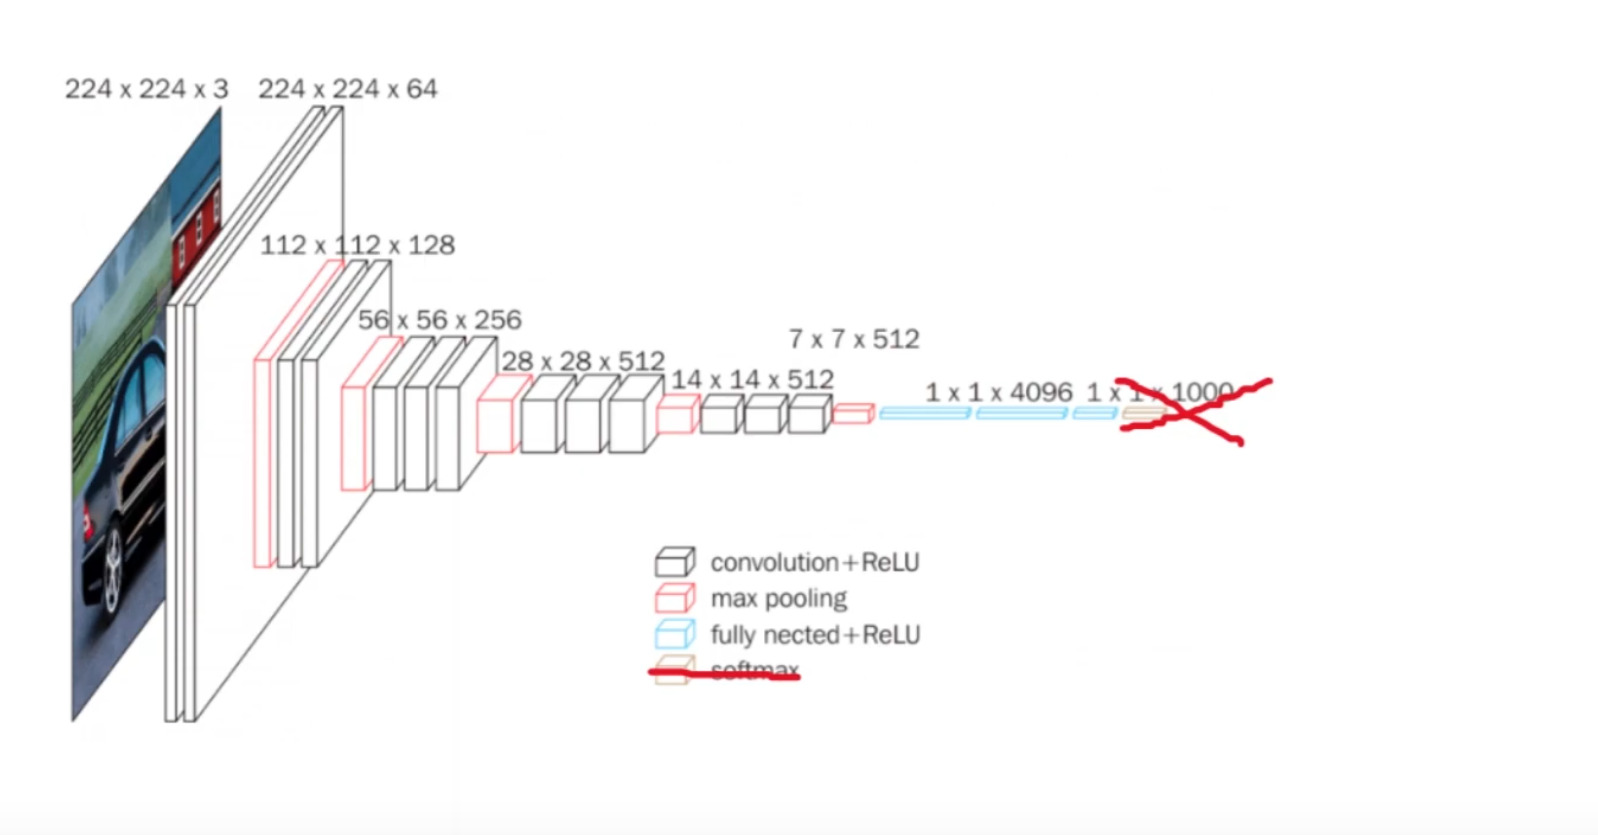 224 x 224 x 3
224 x 224 x 64
112 x 112 x 128
56 x 56 x 256
28 x 28 x 512
14 x 14 x 512
7 x 7 x 512
1 x 1 x 4096
1 x 1 x 1000
convolution+ReLU
max pooling
fully nected+ReLU
softmax